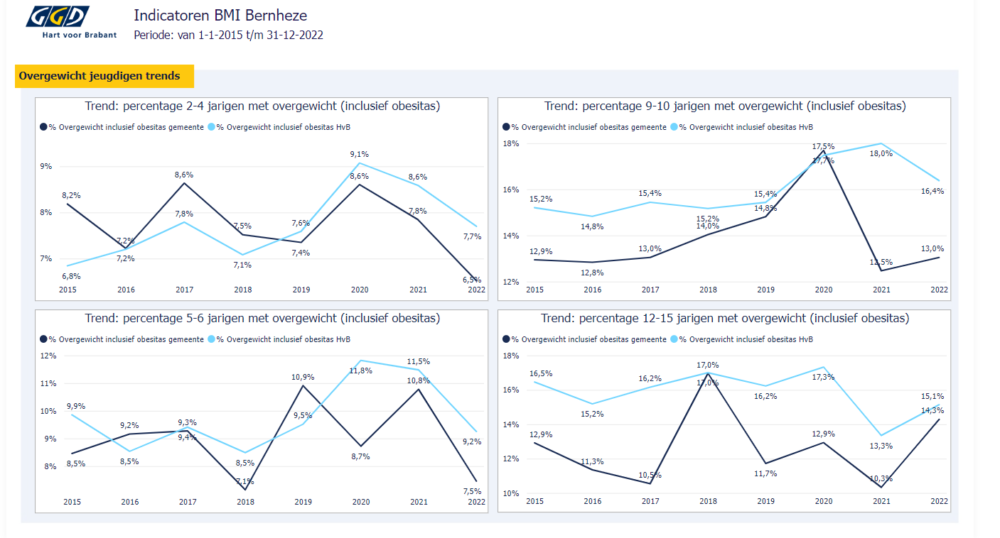 GGD
Hart voor Brabant
Indicatoren BMI Bernheze
Periode: van 1-1-2015 t/m 31-12-2022
Overgewicht jeugdigen trends
Trend: percentage 2-4 jarigen met overgewicht (inclusief obesitas)
% Overgewicht inclusief obesitas gemeente % Overgewicht inclusief obesitas HvB
9%
8%
7%
8,2% 7,2% 8,6% 7,5% 7,4% 8,6% 7,8% 6,5%
6,8% 7,2% 7,8% 7,1% 7,6% 9,1% 8,6% 7,7%
2015 2016 2017 2018 2019 2020 2021 2022
Trend: percentage 9-10 jarigen met overgewicht (inclusief obesitas)
% Overgewicht inclusief obesitas gemeente % Overgewicht inclusief obesitas HvB
18%
16%
14%
12%
15,2% 14,8% 15,4% 15,2% 15,4% 17,5% 18,0% 16,4%
12,9% 12,8% 13,0% 14,0% 14,8% 17,7% 12,5% 13,0%
2015 2016 2017 2018 2019 2020 2021 2022
Trend: percentage 5-6 jarigen met overgewicht (inclusief obesitas)
% Overgewicht inclusief obesitas gemeente % Overgewicht inclusief obesitas HvB
12%
11%
10%
9%
8%
9,9% 8,5% 9,4% 8,5% 9,5% 11,8% 11,5% 9,2%
8,5% 9,2% 9,3% 7,1% 10,9% 8,7% 10,8% 7,5%
2015 2016 2017 2018 2019 2020 2021 2022
Trend: percentage 12-15 jarigen met overgewicht (inclusief obesitas)
% Overgewicht inclusief obesitas gemeente % Overgewicht inclusief obesitas HvB
18%
16%
14%
12%
10%
16,5% 15,2% 16,2% 17,0% 16,2% 17,3% 13,3% 15,1%
12,9% 11,3% 10,5% 17,0% 11,7% 12,9% 10,3% 14,3%
2015 2016 2017 2018 2019 2020 2021 2022